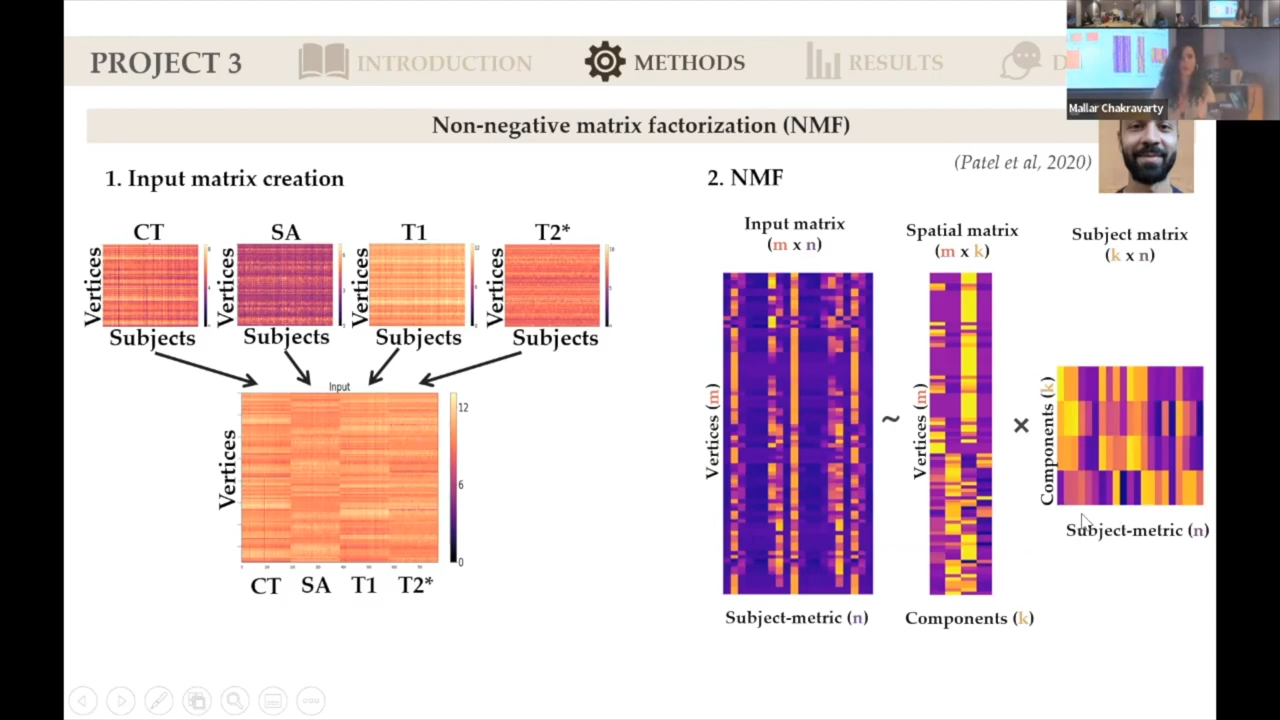 PROJECT 3
INTRODUCTION
METHODS
RESULTS
D
Mallar Chakravarty
Non-negative matrix factorization (NMF)
(Patel et al, 2020)
1. Input matrix creation
CT
SA
T1
T2*
Vertices
Vertices
Vertices
Vertices
Subjects
Subjects
Subjects
Subjects
Input
Vertices
12
6
0
CT SA T1 T2*
2. NMF
Input matrix
(m x n)
Vertices (m)
Subject-metric (n)
~
Spatial matrix
(m x k)
Vertices (m)
Components (k)
×
Subject matrix
(k x n)
Components (k)
Subject-metric (n)